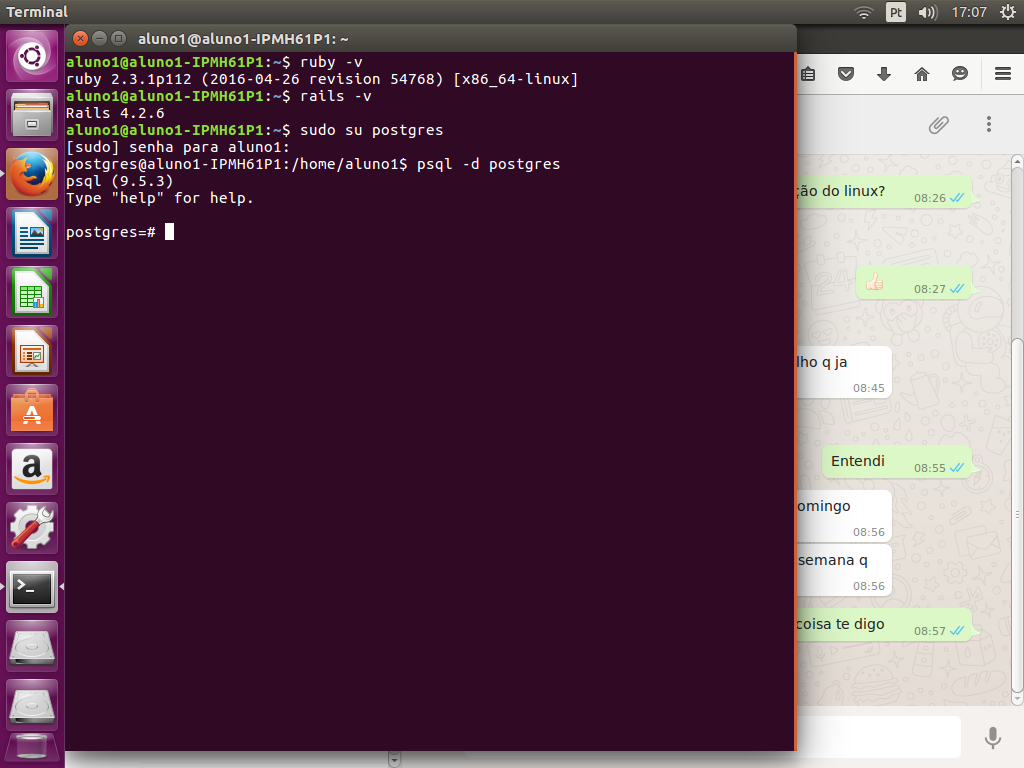 Terminal
Pt
17:07
aluno1@aluno1-IPMH61P1: ~
aluno1@aluno1-IPMH61P1:~$ ruby -v
ruby 2.3.1p112 (2016-04-26 revision 54768) [x86_64-linux]
aluno1@aluno1-IPMH61P1:~$ rails -v
Rails 4.2.6
aluno1@aluno1-IPMH61P1:~$ sudo su postgres
[sudo] senha para aluno1:
postgres@aluno1-IPMH61P1:/home/aluno1$ psql -d postgres
psql (9.5.3)
Type "help" for help.
postgres=#
ção do linux?
08:26
08:27
lho q ja
08:45
Entendi
08:55
omingo
08:56
semana q
08:56
coisa te digo
08:57